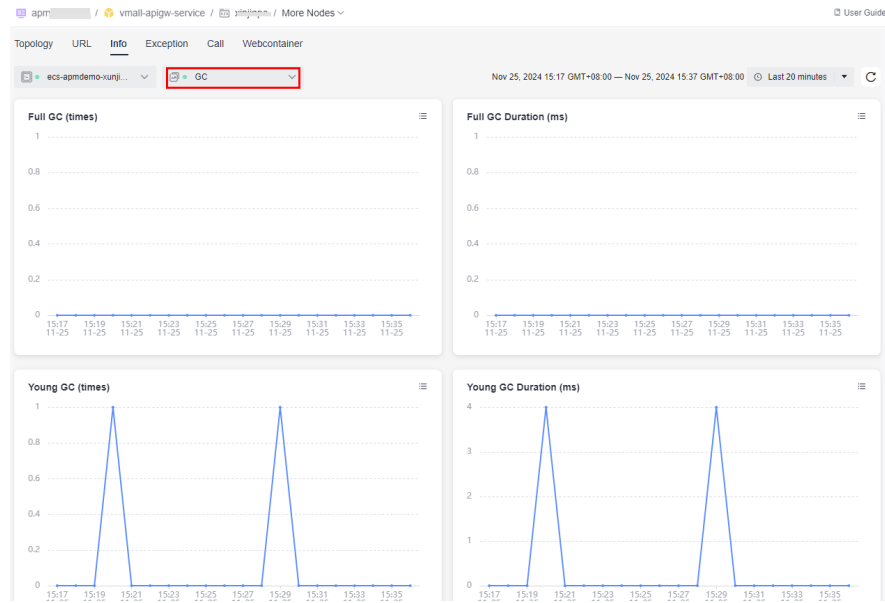 apm / vmall-apigw-service / / More Nodes
User Guide
Topology URL Info Exception Call Webcontainer
ecs-apmdemo-xunji... GC Nov 25, 2024 15:17 GMT+08:00 — Nov 25, 2024 15:37 GMT+08:00 Last 20 minutes
Full GC (times)
1
0.8
0.6
0.4
0.2
0
15:17 15:19 15:21 15:23 15:25 15:27 15:29 15:31 15:33 15:35
11-25 11-25 11-25 11-25 11-25 11-25 11-25 11-25 11-25 11-25
Full GC Duration (ms)
1
0.8
0.6
0.4
0.2
0
15:17 15:19 15:21 15:23 15:25 15:27 15:29 15:31 15:33 15:35
11-25 11-25 11-25 11-25 11-25 11-25 11-25 11-25 11-25 11-25
Young GC (times)
1
0.8
0.6
0.4
0.2
0
15:17 15:19 15:21 15:23 15:25 15:27 15:29 15:31 15:33 15:35
Young GC Duration (ms)
4
3
2
1
0
15:17 15:19 15:21 15:23 15:25 15:27 15:29 15:31 15:33 15:35